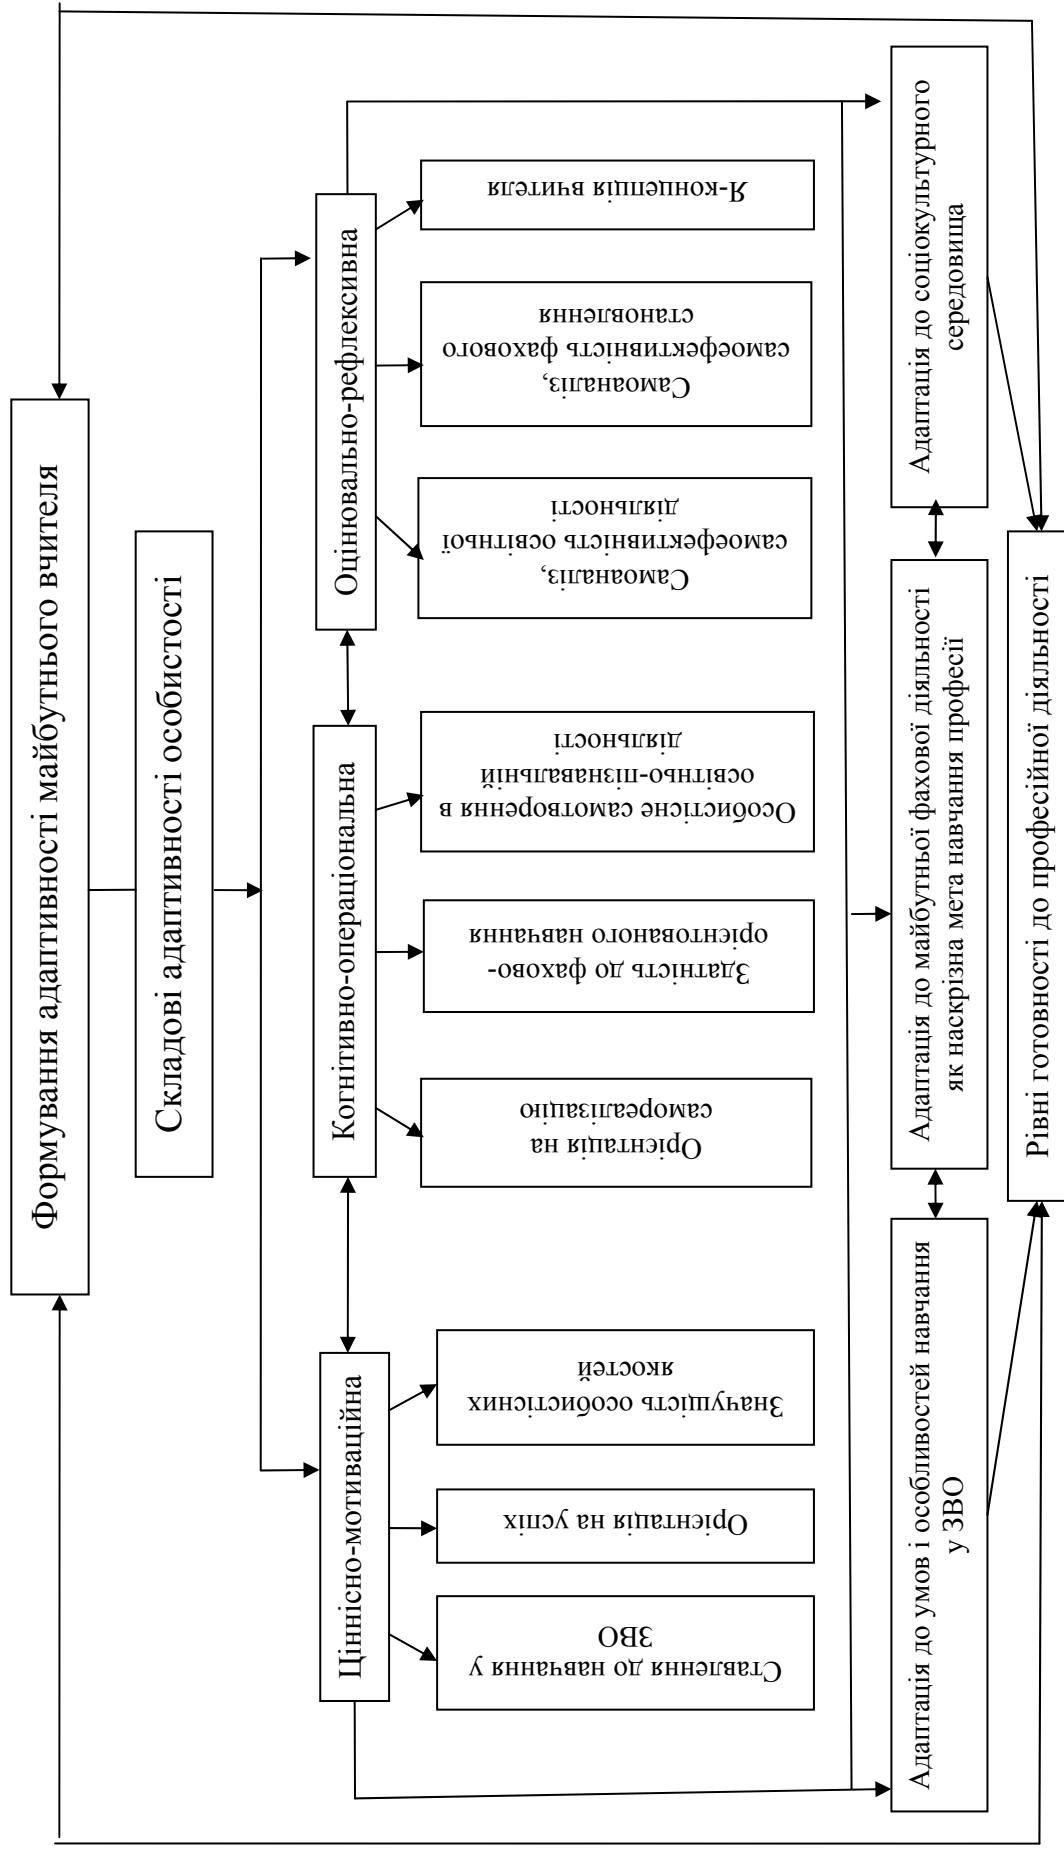 Формування адаптивності майбутнього вчителя
Складові адаптивності особистості
Ціннісно-мотиваційна
Когнітивно-операціональна
Оцінювально-рефлексивна
Ставлення до навчання у
ЗВО
Орієнтація на успіх
Значущість особистісних
якостей
Орієнтація на
самореалізацію
Здатність до фахово-
орієнтованого навчання
Особистісне самотворення в
освітньо-пізнавальній
діяльності
Самоаналіз,
самоефективність освітньої
діяльності
Самоаналіз,
самоефективність фахового
становлення
Я-концепція вчителя
Адаптація до умов і особливостей навчання
у ЗВО
Адаптація до майбутньої фахової діяльності
як наскрізна мета навчання професії
Адаптація до соціокультурного
середовища
Рівні готовності до професійної діяльності